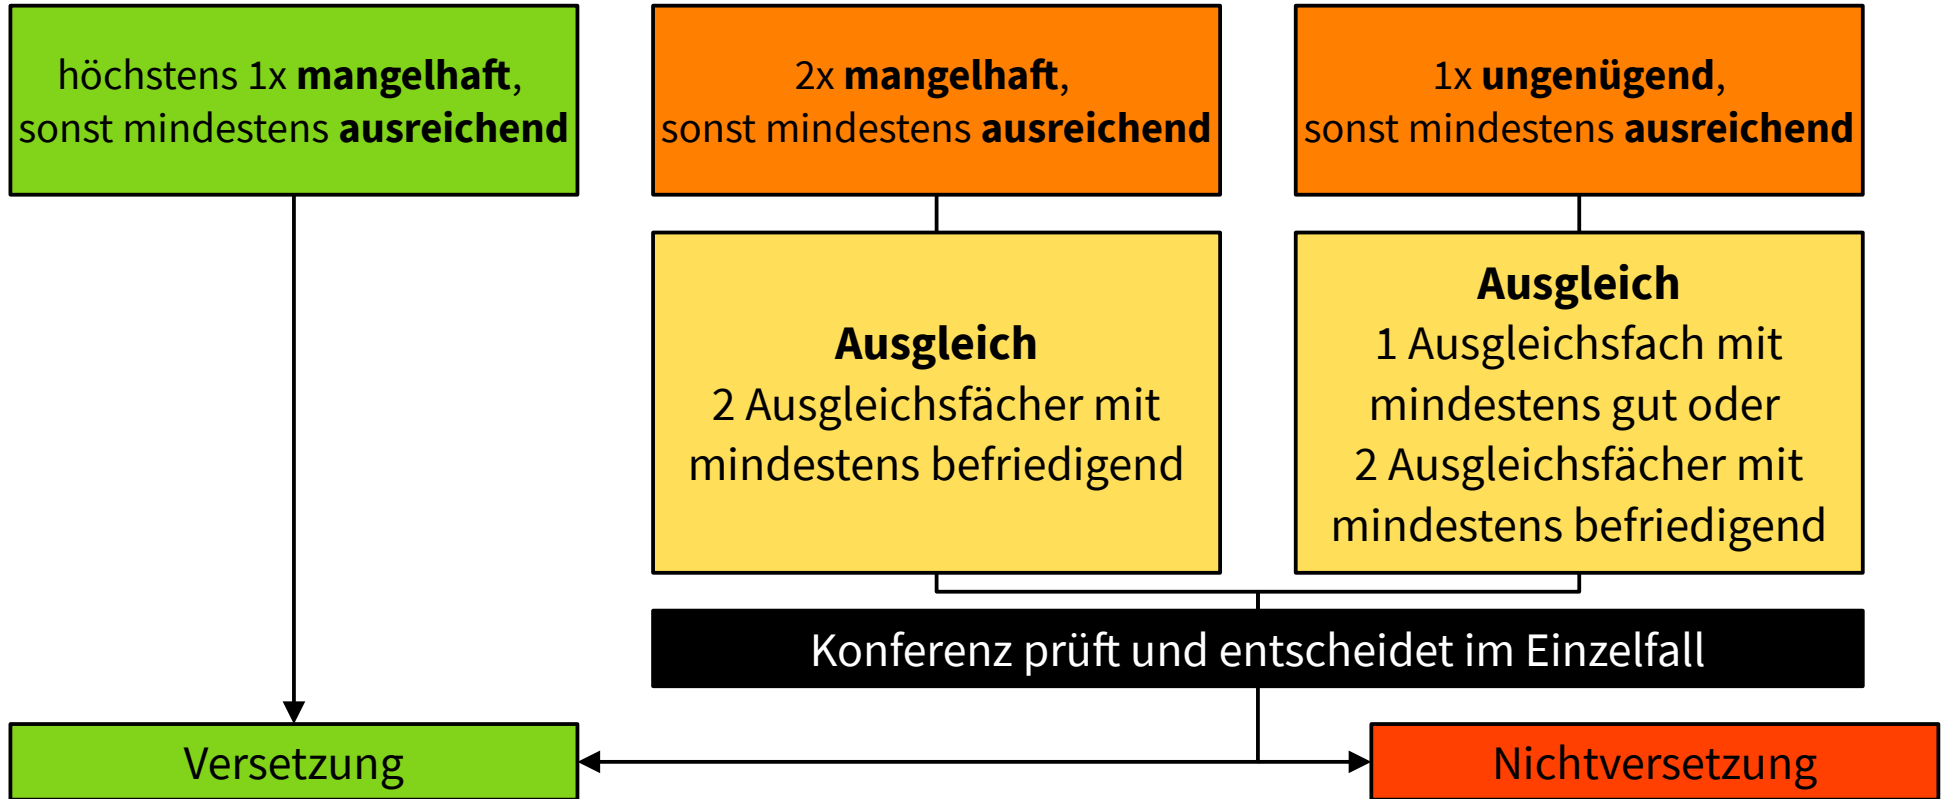 höchstens 1x mangelhaft,
sonst mindestens ausreichend
2x mangelhaft,
sonst mindestens ausreichend
1x ungenügend,
sonst mindestens ausreichend
Ausgleich
2 Ausgleichsfächer mit
mindestens befriedigend
Ausgleich
1 Ausgleichsfach mit
mindestens gut oder
2 Ausgleichsfächer mit
mindestens befriedigend
Konferenz prüft und entscheidet im Einzelfall
Versetzung
Nichtversetzung